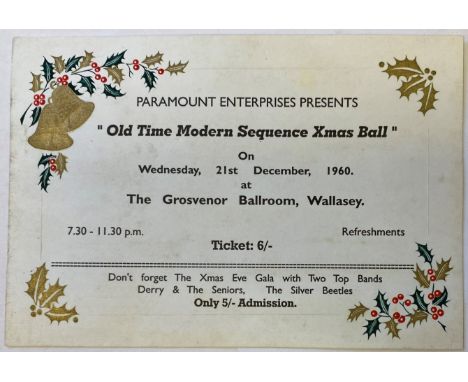 PARAMOUNT ENTERPRISES PRESENTS
" Old Time Modern Sequence Xmas Ball "
On
Wednesday, 21st December, 1960.
at
The Grosvenor Ballroom, Wallasey.
7.30 - 11.30 p.m. Refreshments
Ticket: 6/-
Don't forget The Xmas Eve Gala with Two Top Bands
Derry & The Seniors, The Silver Beetles
Only 5/- Admission.